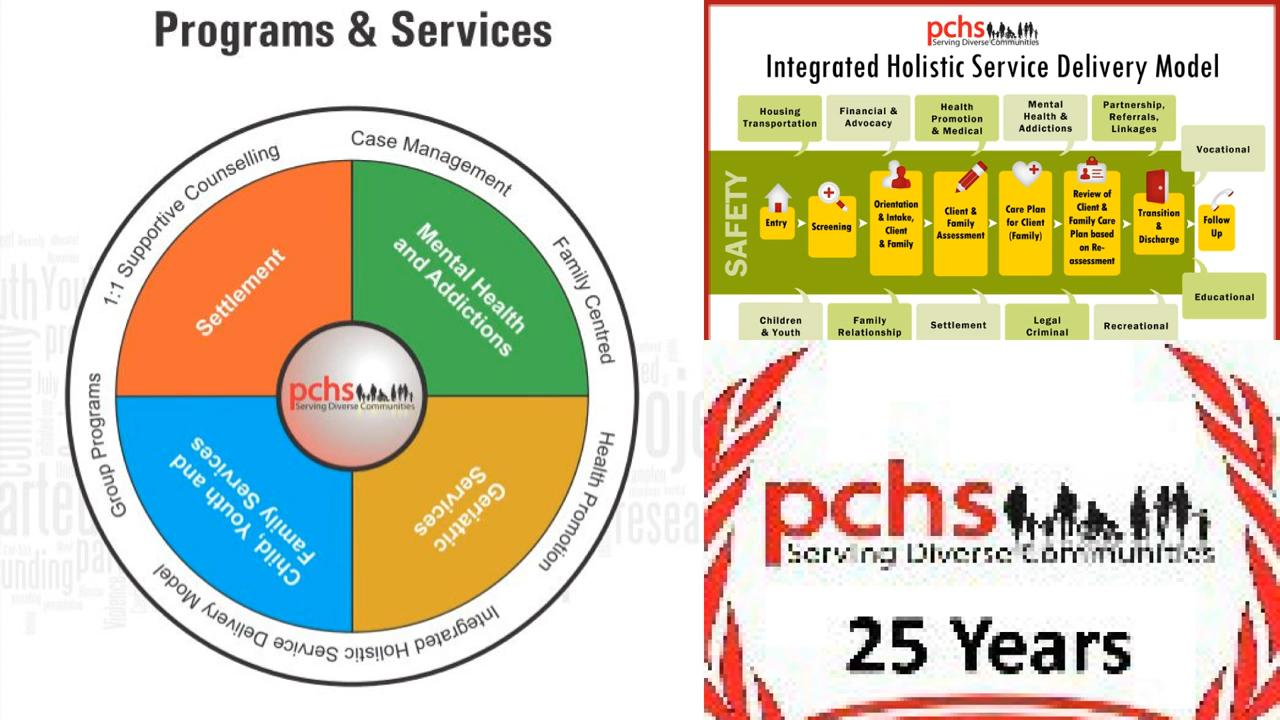 Programs & Services
1:1 Supportive Counselling
Case Management
Family Centred
Health Promotion
Integrated Holistic Service Delivery Model
Group Programs
Settlement
Mental Health
and Addictions
Child, Youth and
Family Services
Geriatric
Services
pchs
Serving Diverse Communities
pchs
Serving Diverse Communities
Integrated Holistic Service Delivery Model
Housing
Transportation
Financial &
Advocacy
Health
Promotion
& Medical
Mental
Health &
Addictions
Partnership,
Referrals,
Linkages
Vocational
SAFETY
Entry
Screening
Orientation
& Intake,
Client
& Family
Client &
Family
Assessment
Care Plan
for Client
(Family)
Review of
Client &
Family Care
Plan based
on Re-
assessment
Transition
&
Discharge
Follow
Up
Educational
Children
& Youth
Family
Relationship
Settlement
Legal
Criminal
Recreational
pchs
Serving Diverse Communities
25 Years